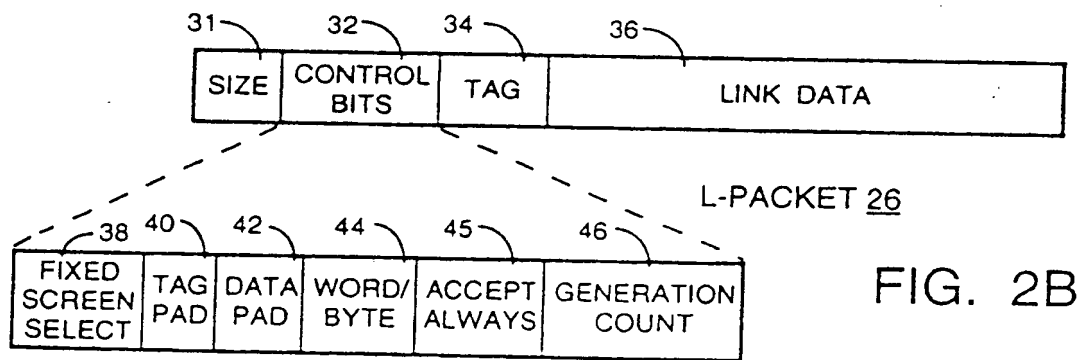 31 32 34 36
SIZE CONTROL BITS TAG LINK DATA
L-PACKET 26
38 40 42 44 45 46
FIXED SCREEN SELECT TAG PAD DATA PAD WORD/ BYTE ACCEPT ALWAYS GENERATION COUNT
FIG. 2B